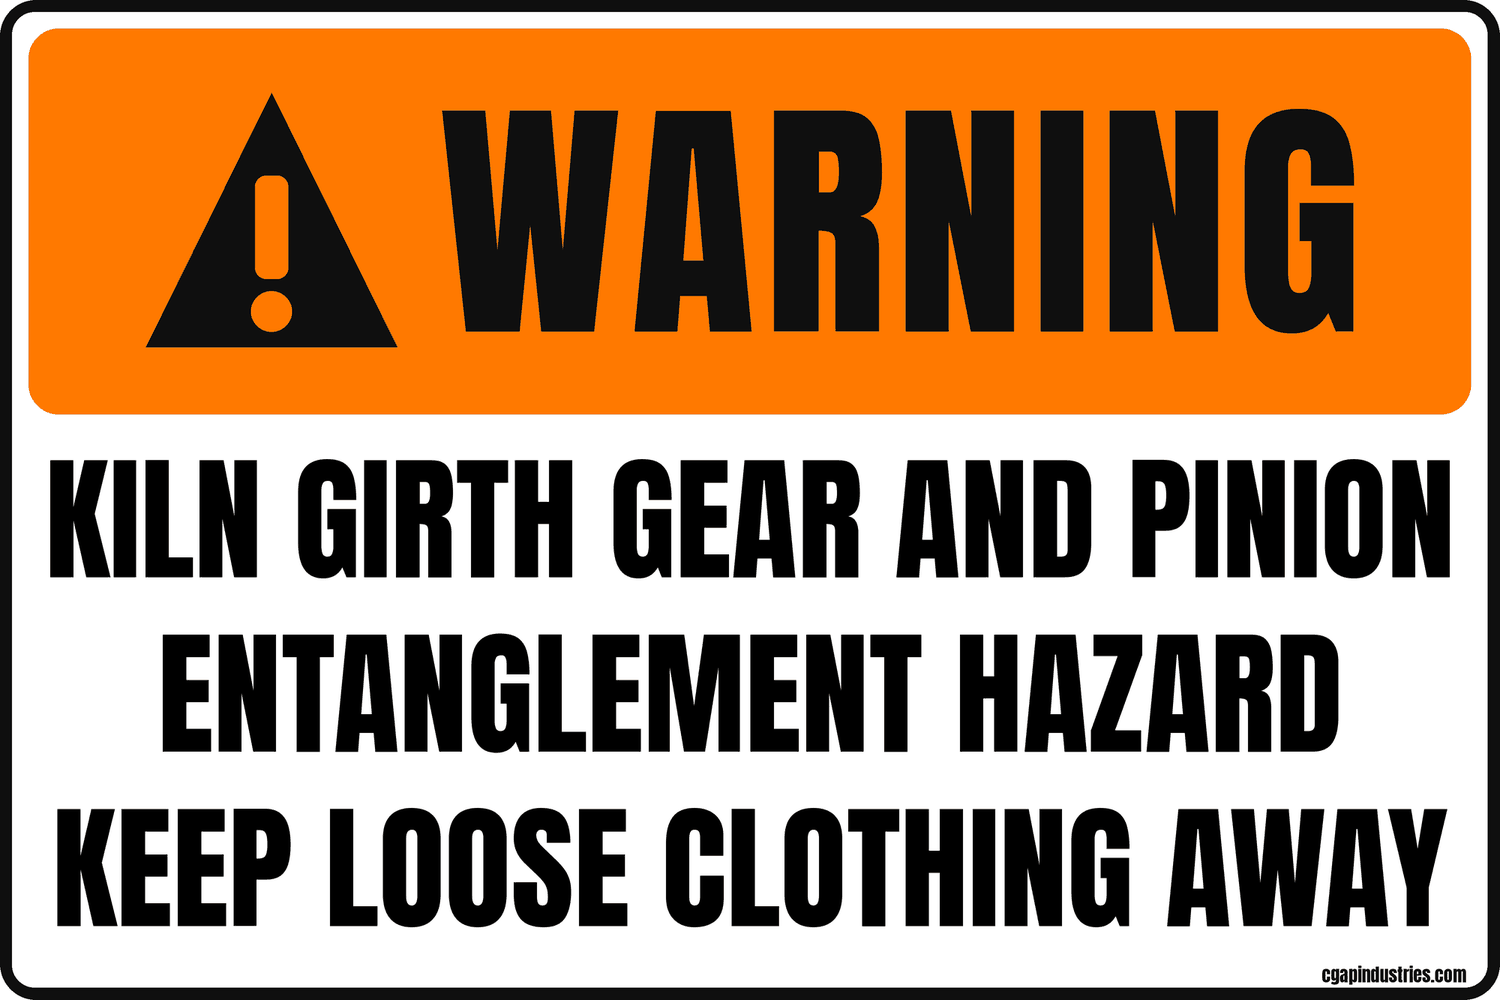 WARNING
KILN GIRTH GEAR AND PINION
ENTANGLEMENT HAZARD
KEEP LOOSE CLOTHING AWAY
cgapindustries.com